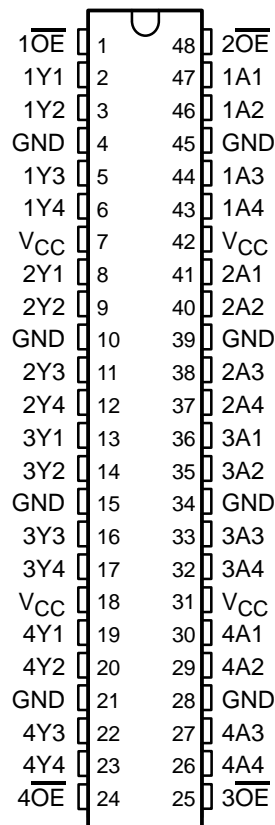 1O̅E̅ 1 48 2O̅E̅
1Y1 2 47 1A1
1Y2 3 46 1A2
GND 4 45 GND
1Y3 5 44 1A3
1Y4 6 43 1A4
VCC 7 42 VCC
2Y1 8 41 2A1
2Y2 9 40 2A2
GND 10 39 GND
2Y3 11 38 2A3
2Y4 12 37 2A4
3Y1 13 36 3A1
3Y2 14 35 3A2
GND 15 34 GND
3Y3 16 33 3A3
3Y4 17 32 3A4
VCC 18 31 VCC
4Y1 19 30 4A1
4Y2 20 29 4A2
GND 21 28 GND
4Y3 22 27 4A3
4Y4 23 26 4A4
4O̅E̅ 24 25 3O̅E̅